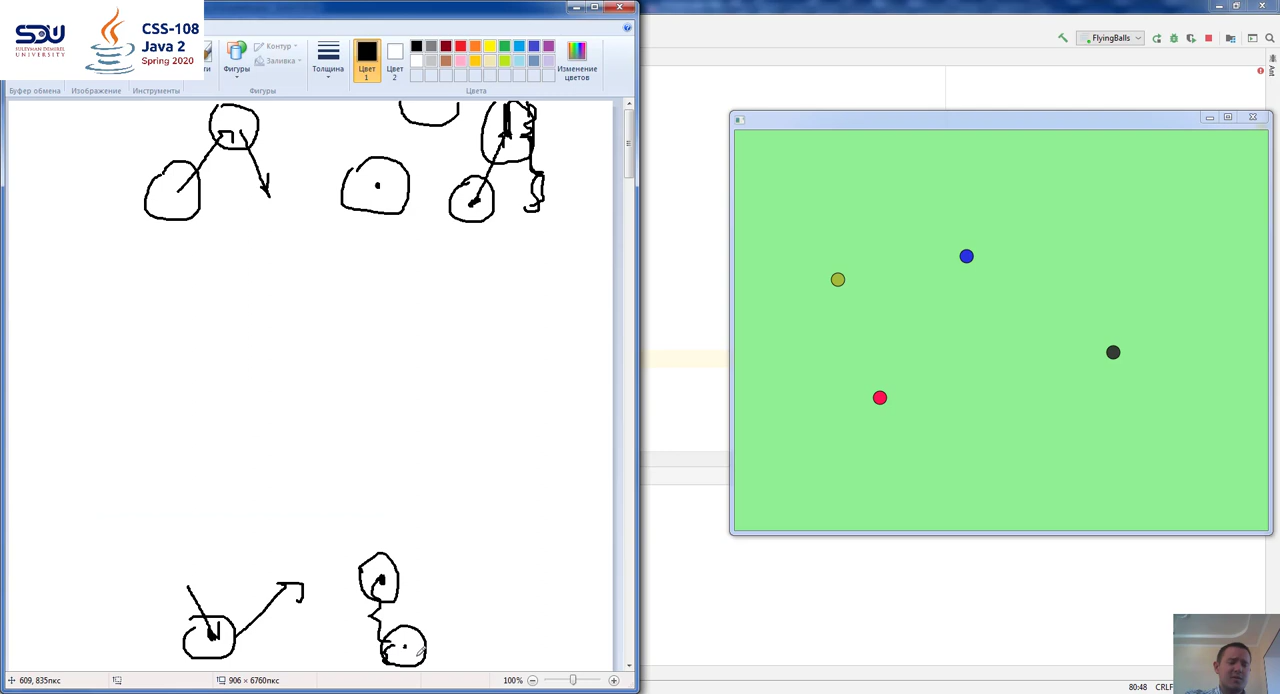 SDU
SULEYMAN DEMIREL
UNIVERSITY
CSS-108
Java 2
Spring 2020
Контур
Заливка
Фигуры
Толщина
Цвет
1
Цвет
2
Изменение
цветов
Буфер обмена
Изображение
Инструменты
Фигуры
Цвета
FlyingBalls
Ant
609, 835пкс
906 × 6760пкс
100%
80:48
CRLF